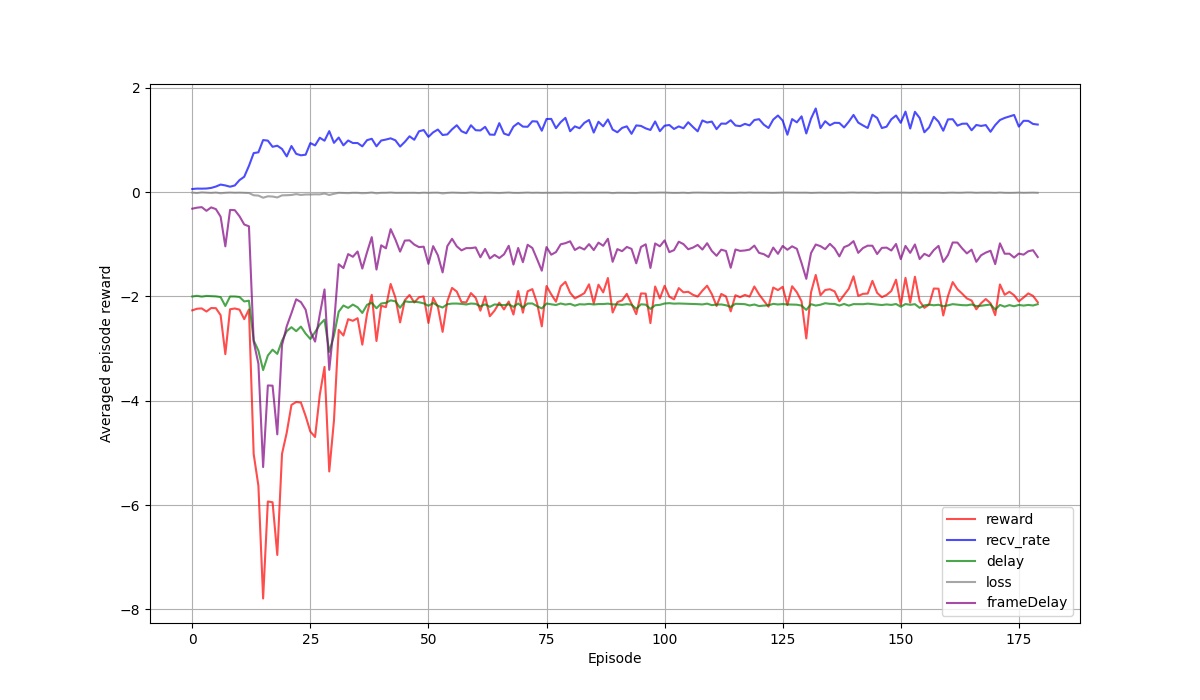 2
0
−2
−4
−6
−8
Averaged episode reward
0
25
50
75
100
125
150
175
Episode
reward
recv_rate
delay
loss
frameDelay